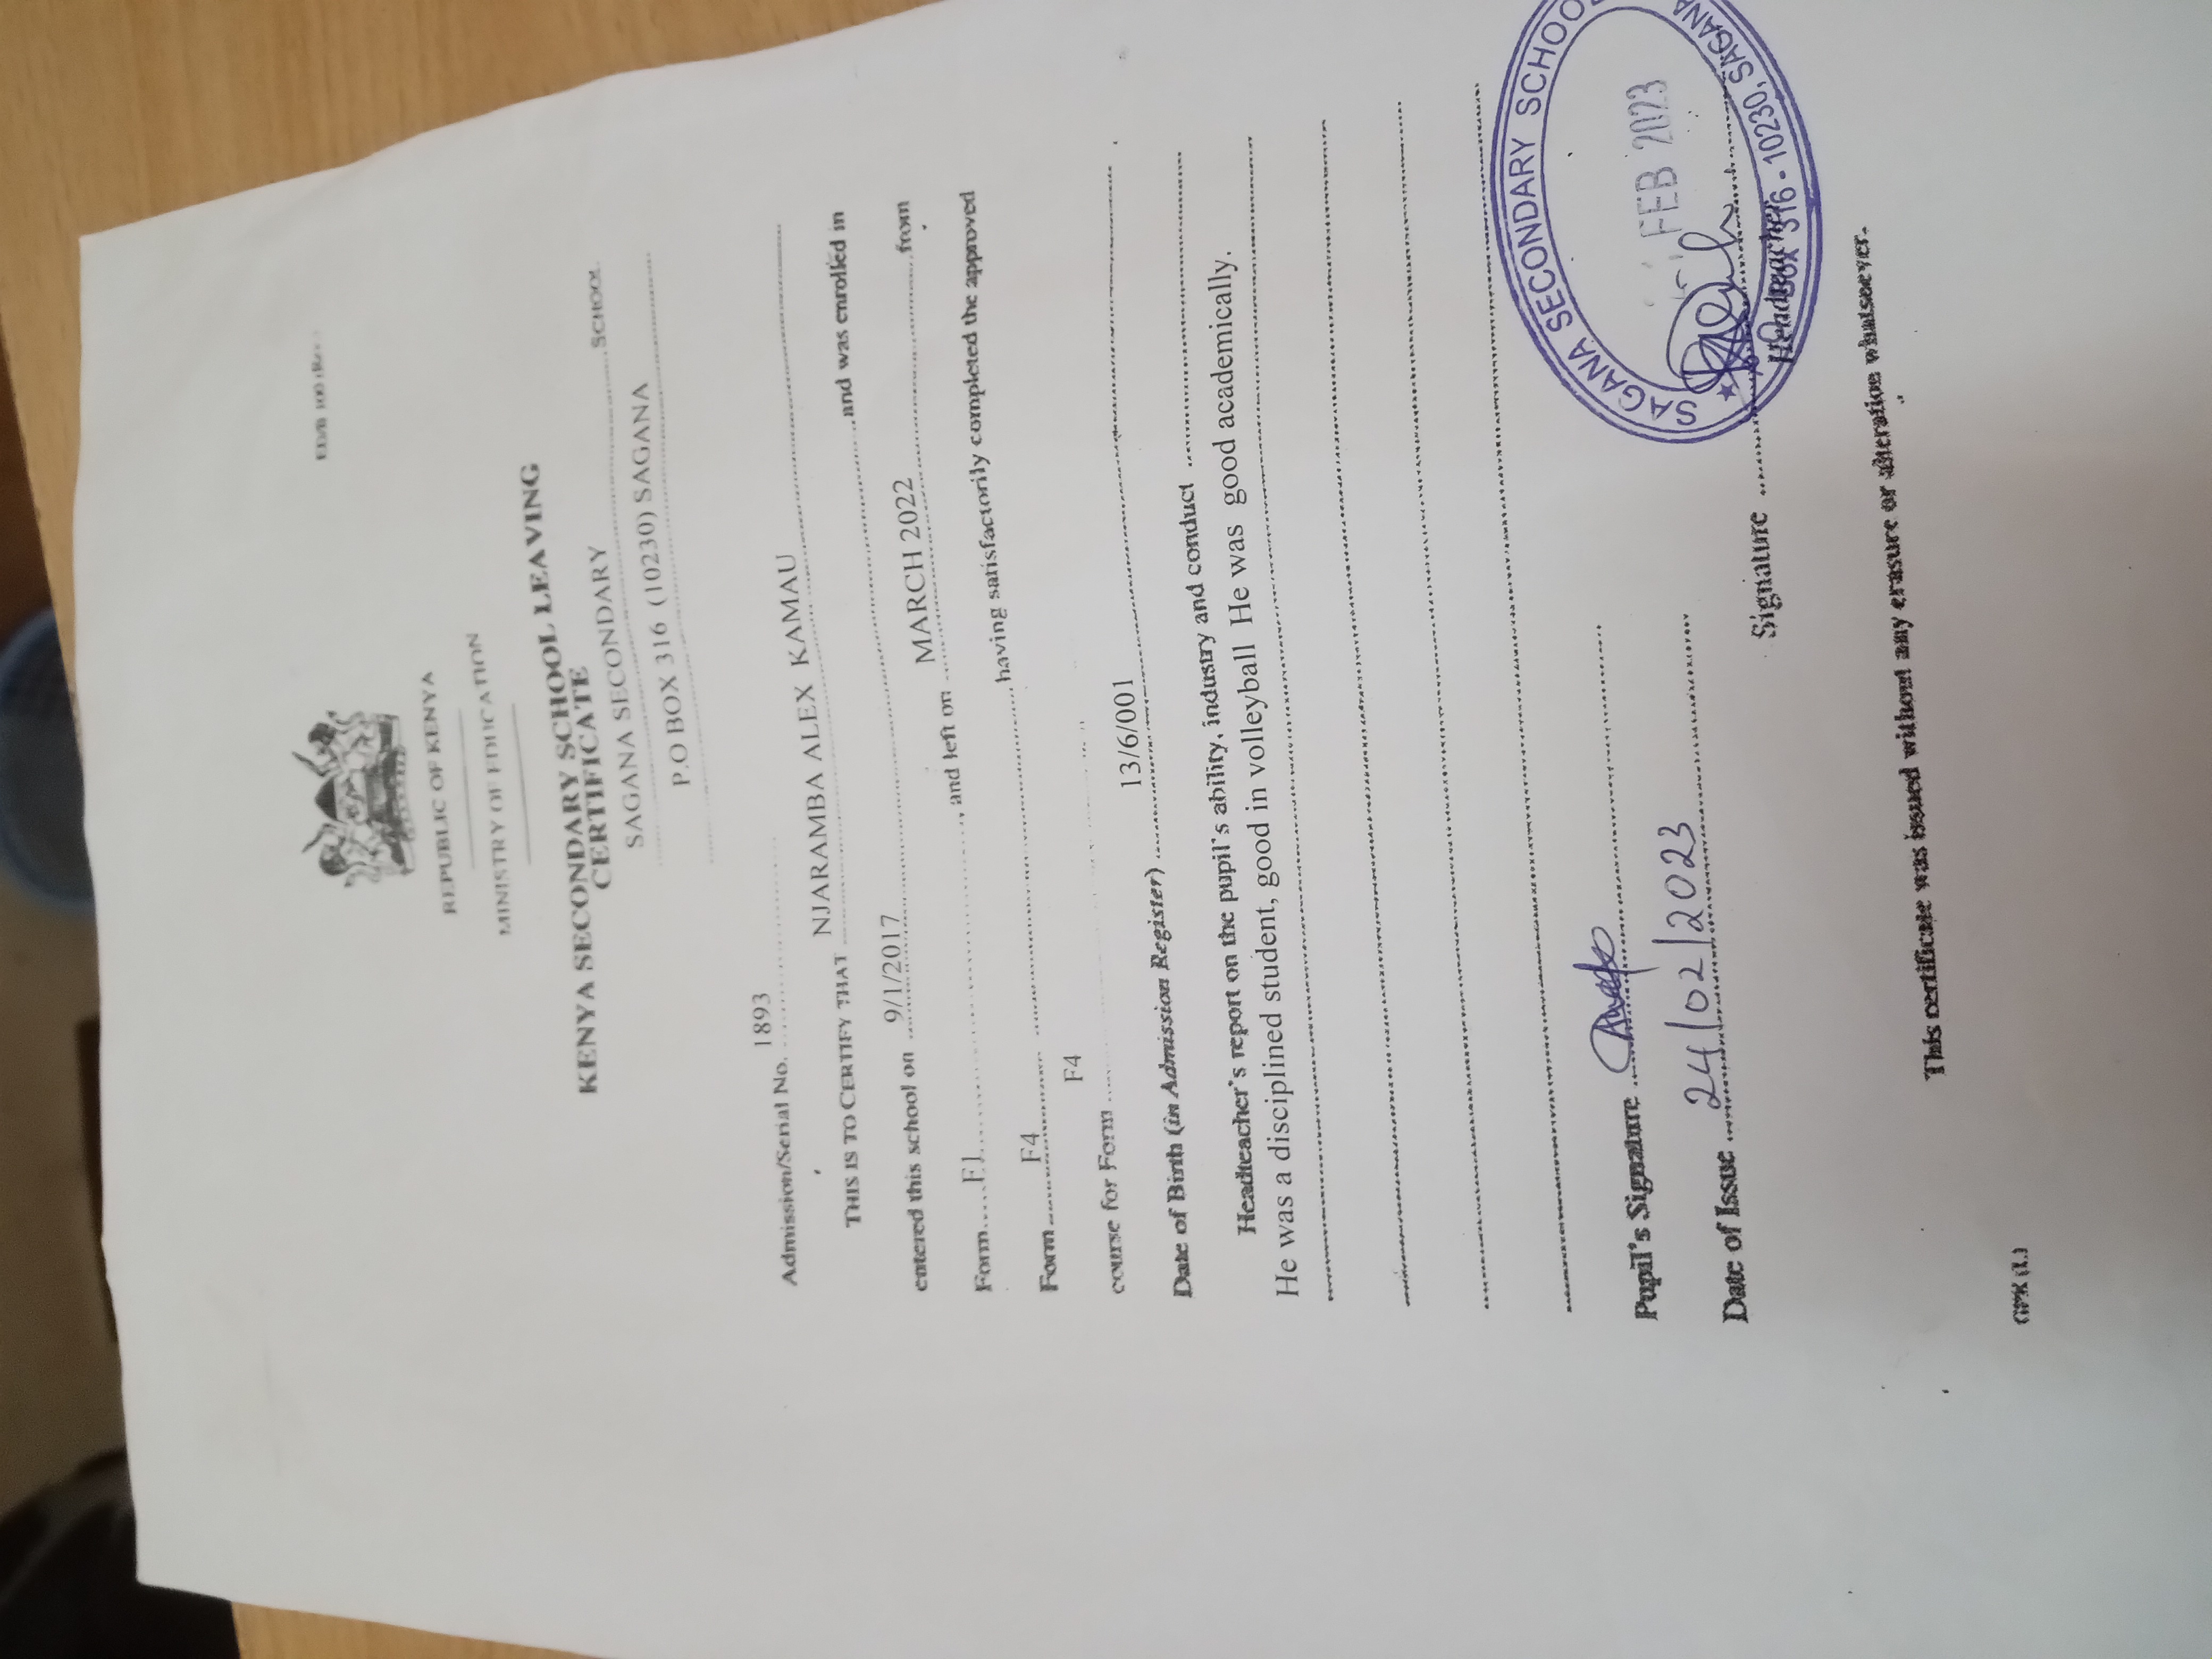 ED/B 100 (Rev.
REPUBLIC OF KENYA
MINISTRY OF EDUCATION
KENYA SECONDARY SCHOOL LEAVING
CERTIFICATE
SAGANA SECONDARY SCHOOL
P.O BOX 316 (10230) SAGANA
Admission/Serial No. 1893
THIS IS TO CERTIFY THAT NJARAMBA ALEX KAMAU
entered this school on 9/1/2017 and was enrolled in
Form F1, and left on MARCH 2022 from
Form F4, having satisfactorily completed the approved
course for Form F4
Date of Birth (in Admission Register) 13/6/001
Headteacher's report on the pupil's ability, industry and conduct
He was a disciplined student, good in volleyball He was good academically.
Pupil's Signature
Date of Issue 24/02/2023
SAGANA SECONDARY SCHOOL
FEB 2023
Signature
Headteacher
Box 316 - 10230, SAGANA
This certificate was issued without any erasure or alteration whatsoever.
GPK (L)